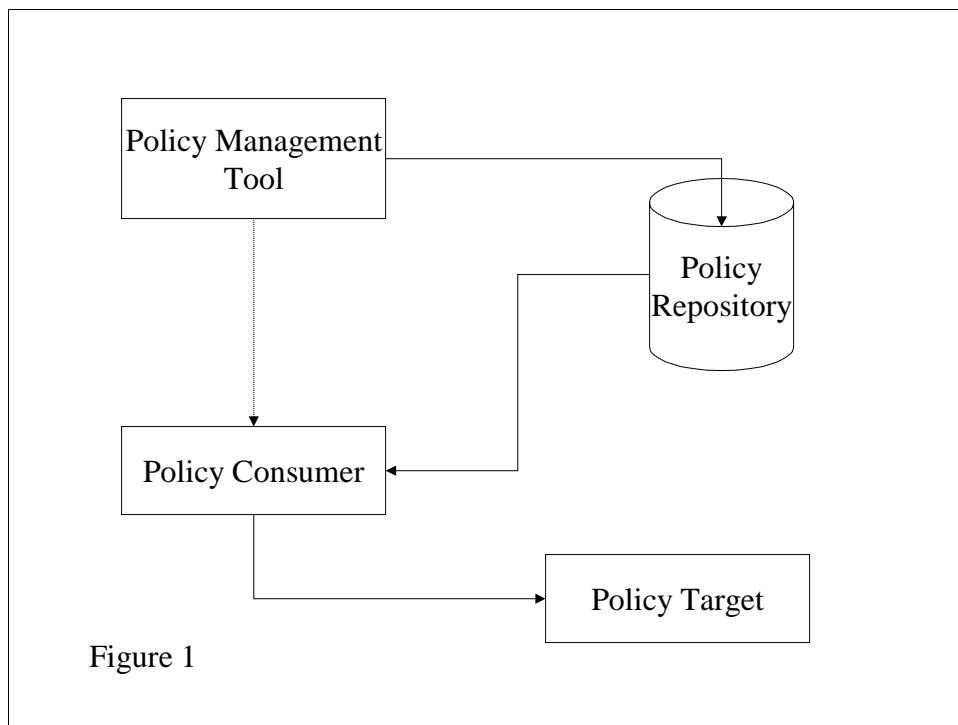 Policy Management
Tool
Policy
Repository
Policy Consumer
Policy Target
Figure 1